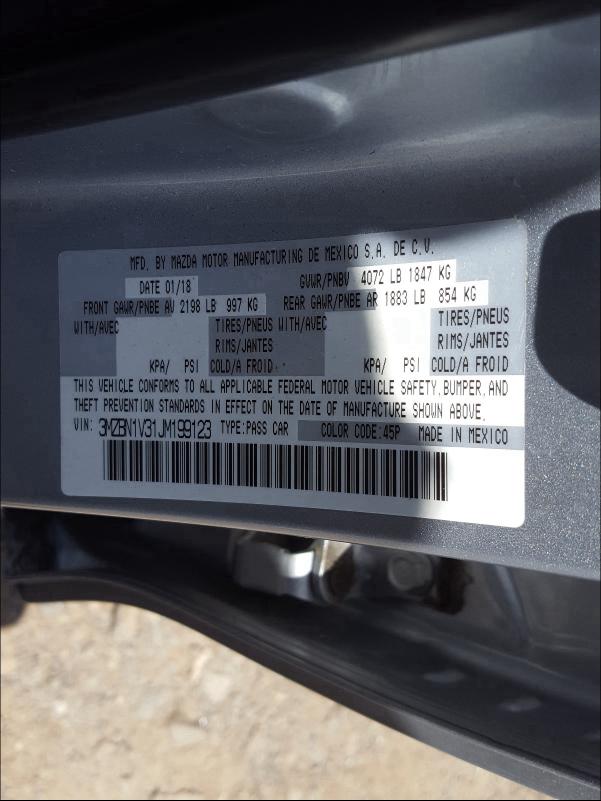 MFD. BY MAZDA MOTOR MANUFACTURING DE MEXICO S.A. DE C.V.
DATE 01/18 GVWR/PNBV 4072 LB 1847 KG
FRONT GAWR/PNBE AV 2198 LB 997 KG REAR GAWR/PNBE AR 1883 LB 854 KG
WITH/AVEC TIRES/PNEUS WITH/AVEC TIRES/PNEUS
RIMS/JANTES RIMS/JANTES
KPA/ PSI COLD/A FROID KPA/ PSI COLD/A FROID
THIS VEHICLE CONFORMS TO ALL APPLICABLE FEDERAL MOTOR VEHICLE SAFETY, BUMPER, AND
THEFT PREVENTION STANDARDS IN EFFECT ON THE DATE OF MANUFACTURE SHOWN ABOVE.
VIN: 3MZBN1V31JM199123 TYPE:PASS CAR COLOR CODE:45P MADE IN MEXICO